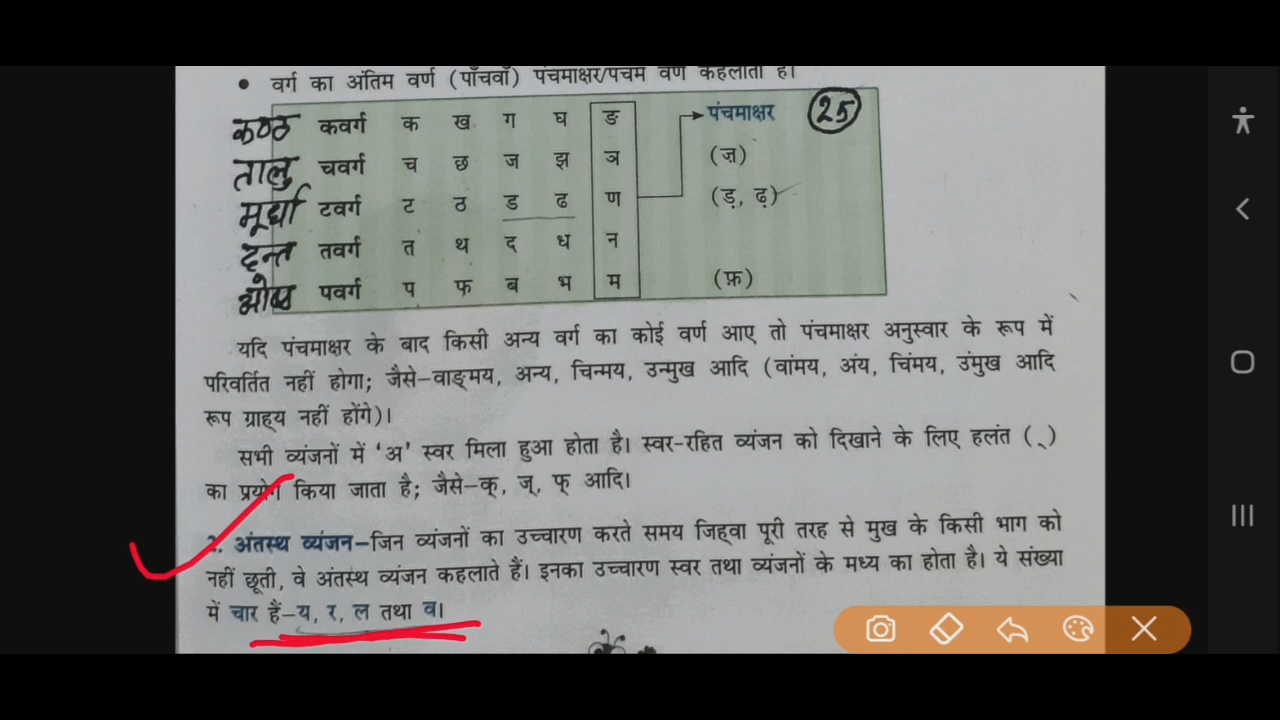 वर्ग का अंतिम वर्ण (पाँचवाँ) पंचमाक्षर/पंचम वर्ण कहलाता है।
कण्ठ कवर्ग क ख ग घ ङ पंचमाक्षर 25
तालु चवर्ग च छ ज झ ञ (ज़)
मूर्धा टवर्ग ट ठ ड ढ ण (ड़, ढ़)
दन्त तवर्ग त थ द ध न
ओष्ठ पवर्ग प फ ब भ म (फ़)
यदि पंचमाक्षर के बाद किसी अन्य वर्ग का कोई वर्ण आए तो पंचमाक्षर अनुस्वार के रूप में
परिवर्तित नहीं होगा; जैसे–वाङ्मय, अन्य, चिन्मय, उन्मुख आदि (वांमय, अंय, चिंमय, उंमुख आदि
रूप ग्राह्‌य नहीं होंगे)।
सभी व्यंजनों में ‘अ’ स्वर मिला हुआ होता है। स्वर-रहित व्यंजन को दिखाने के लिए हलंत (्)
का प्रयोग किया जाता है; जैसे–क्, ज्, फ् आदि।
2. अंतस्थ व्यंजन–जिन व्यंजनों का उच्चारण करते समय जिह्‌वा पूरी तरह से मुख के किसी भाग को
नहीं छूती, वे अंतस्थ व्यंजन कहलाते हैं। इनका उच्चारण स्वर तथा व्यंजनों के मध्य का होता है। ये संख्या
में चार हैं–य, र, ल तथा व।